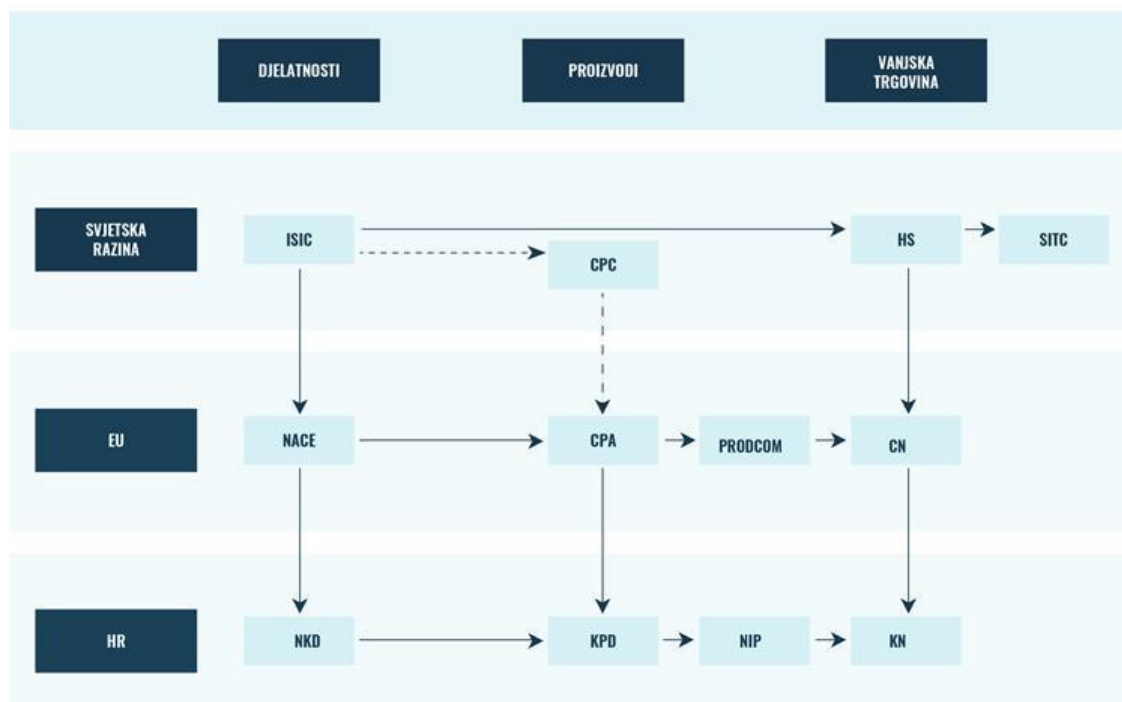 DJELATNOSTI
PROIZVODI
VANJSKA
TRGOVINA
SVJETSKA
RAZINA
ISIC
CPC
HS
SITC
EU
NACE
CPA
PRODCOM
CN
HR
NKD
KPD
NIP
KN